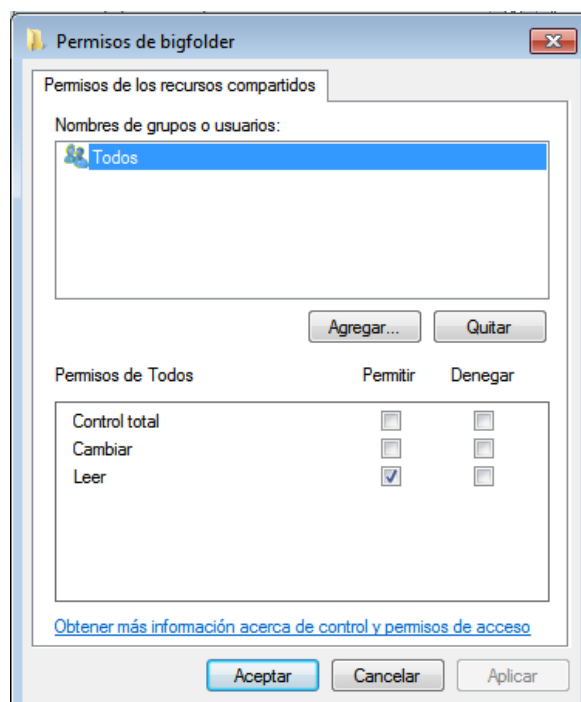 Permisos de bigfolder
Permisos de los recursos compartidos
Nombres de grupos o usuarios:
Todos
Agregar... Quitar
Permisos de Todos Permitir Denegar
Control total
Cambiar
Leer
Obtener más información acerca de control y permisos de acceso
Aceptar Cancelar Aplicar